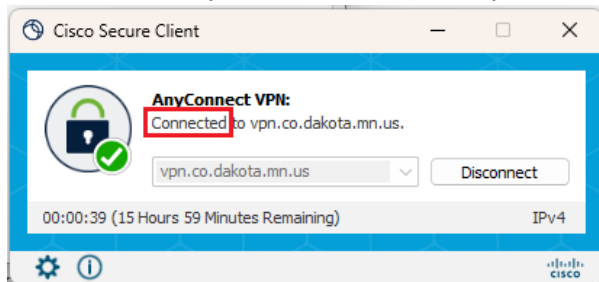 Cisco Secure Client
AnyConnect VPN:
Connected to vpn.co.dakota.mn.us.
vpn.co.dakota.mn.us
Disconnect
00:00:39 (15 Hours 59 Minutes Remaining)
IPv4
cisco